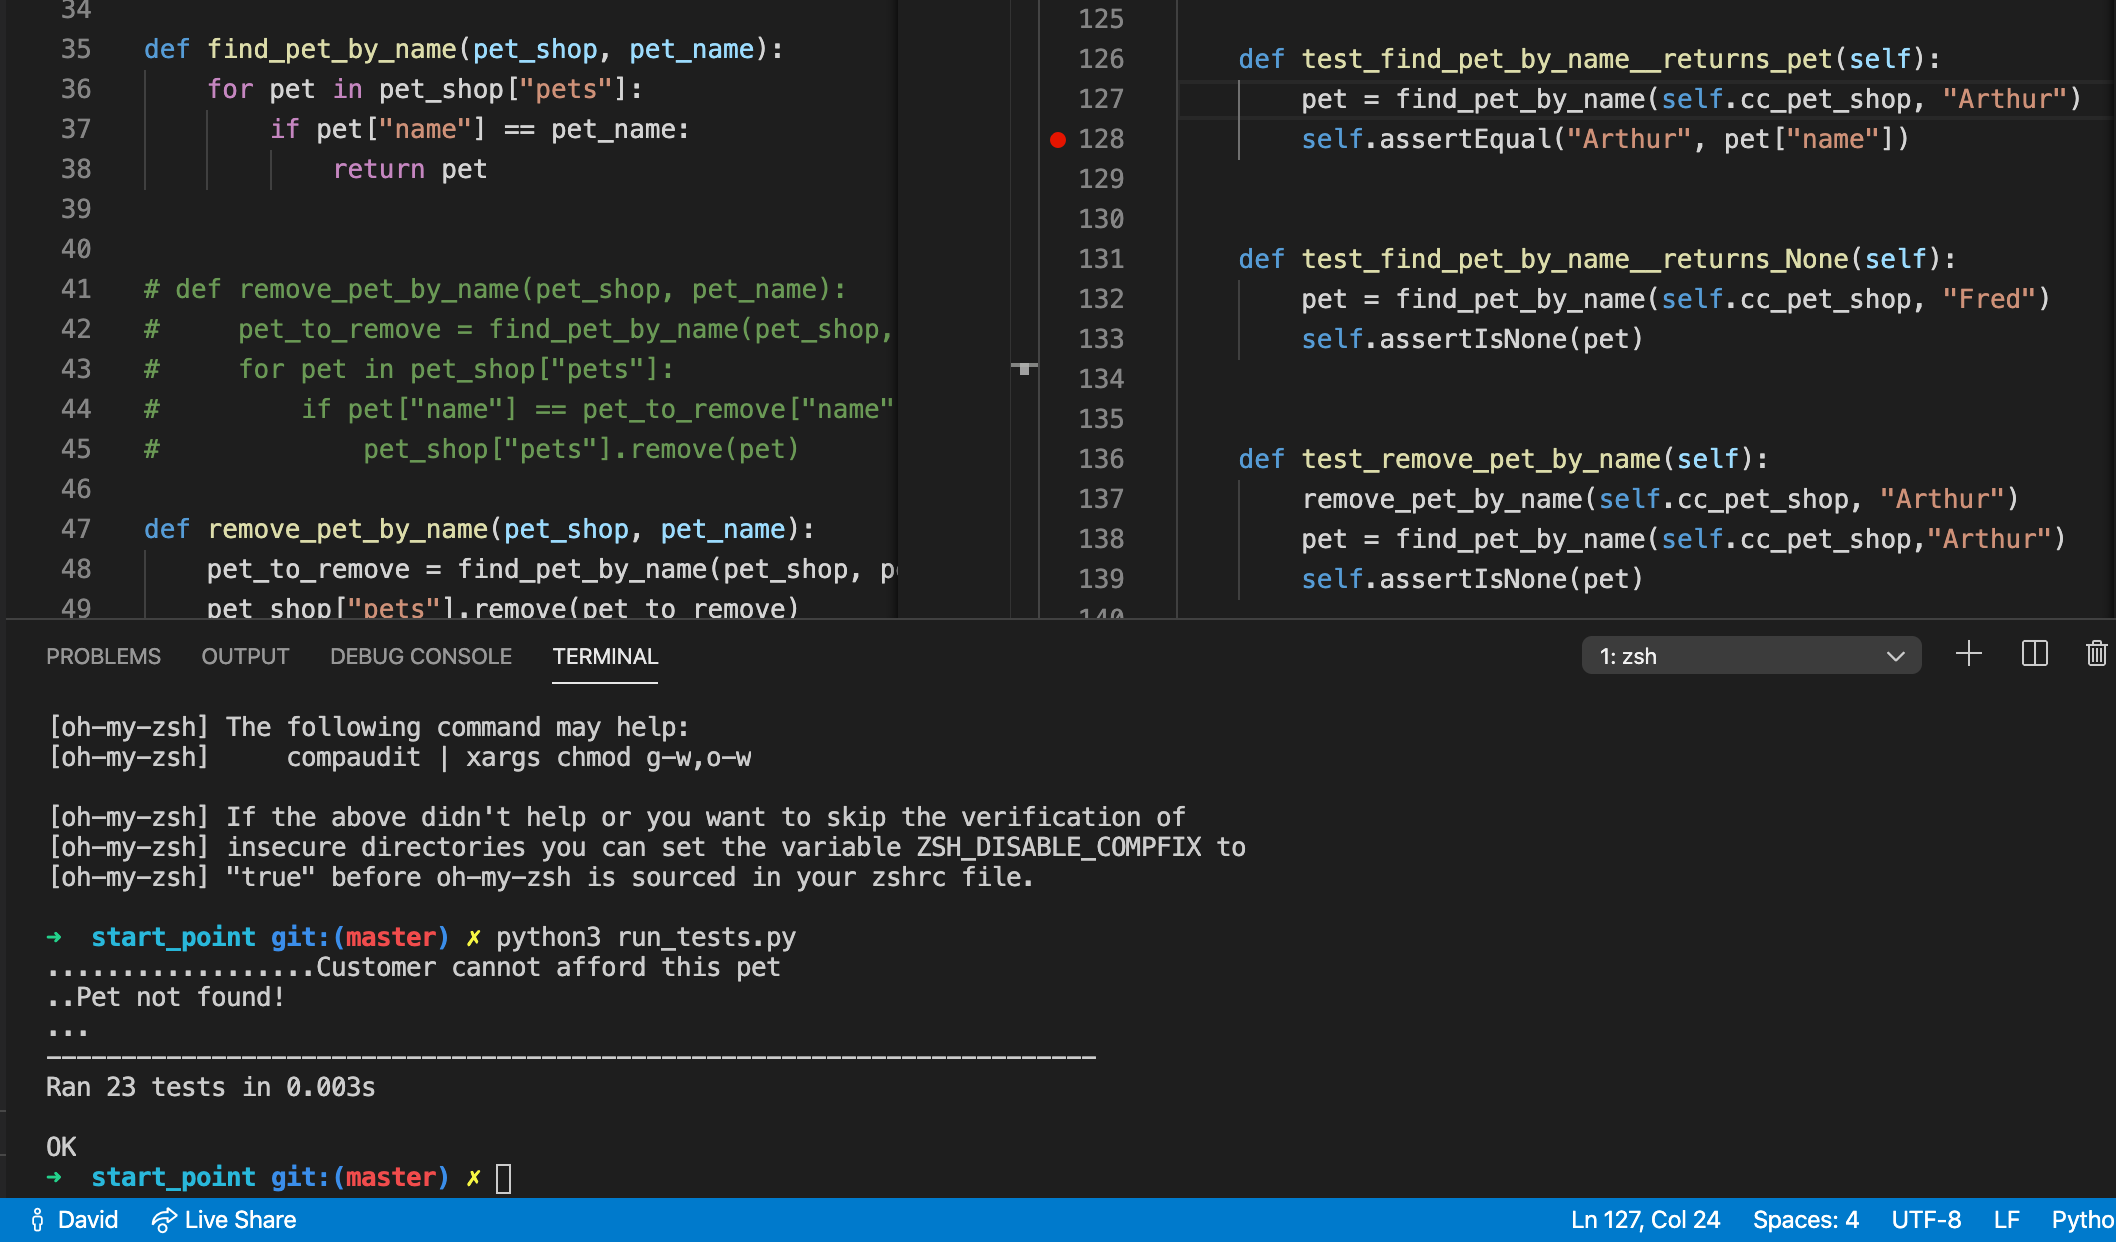 34
35 def find_pet_by_name(pet_shop, pet_name):
36     for pet in pet_shop["pets"]:
37         if pet["name"] == pet_name:
38             return pet
39
40
41 # def remove_pet_by_name(pet_shop, pet_name):
42 #     pet_to_remove = find_pet_by_name(pet_shop,
43 #     for pet in pet_shop["pets"]:
44 #         if pet["name"] == pet_to_remove["name"
45 #             pet_shop["pets"].remove(pet)
46
47 def remove_pet_by_name(pet_shop, pet_name):
48     pet_to_remove = find_pet_by_name(pet_shop,
49     pet_shop["pets"].remove(pet_to_remove)
125
126     def test_find_pet_by_name__returns_pet(self):
127         pet = find_pet_by_name(self.cc_pet_shop, "Arthur")
128         self.assertEqual("Arthur", pet["name"])
129
130
131     def test_find_pet_by_name__returns_None(self):
132         pet = find_pet_by_name(self.cc_pet_shop, "Fred")
133         self.assertIsNone(pet)
134
135
136     def test_remove_pet_by_name(self):
137         remove_pet_by_name(self.cc_pet_shop, "Arthur")
138         pet = find_pet_by_name(self.cc_pet_shop,"Arthur")
139         self.assertIsNone(pet)
140
PROBLEMS OUTPUT DEBUG CONSOLE TERMINAL 1: zsh
[oh-my-zsh] The following command may help:
[oh-my-zsh]     compaudit | xargs chmod g-w,o-w
[oh-my-zsh] If the above didn't help or you want to skip the verification of
[oh-my-zsh] insecure directories you can set the variable ZSH_DISABLE_COMPFIX to
[oh-my-zsh] "true" before oh-my-zsh is sourced in your zshrc file.
➜  start_point git:(master) ✗ python3 run_tests.py
..................Customer cannot afford this pet
..Pet not found!
...
----------------------------------------------------------------------
Ran 23 tests in 0.003s
OK
➜  start_point git:(master) ✗
David Live Share Ln 127, Col 24 Spaces: 4 UTF-8 LF Pytho